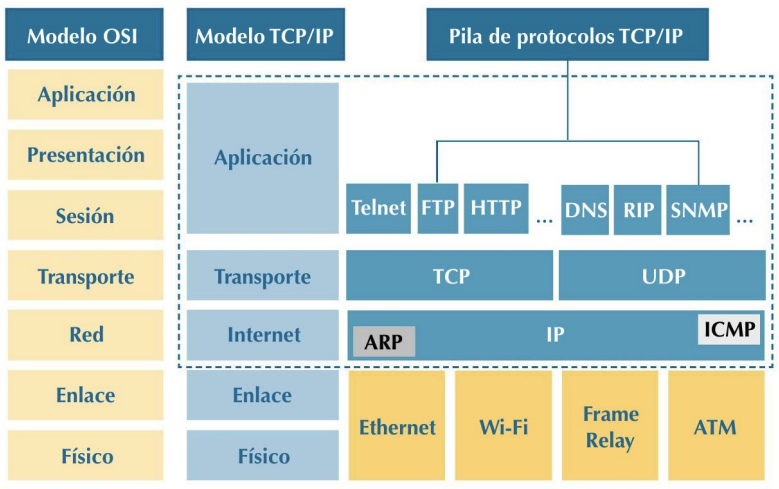 Modelo OSI
Modelo TCP/IP
Pila de protocolos TCP/IP
Aplicación
Presentación
Sesión
Transporte
Red
Enlace
Físico
Aplicación
Transporte
Internet
Enlace
Físico
Telnet
FTP
HTTP
...
DNS
RIP
SNMP
...
TCP
UDP
ARP
IP
ICMP
Ethernet
Wi-Fi
Frame
Relay
ATM